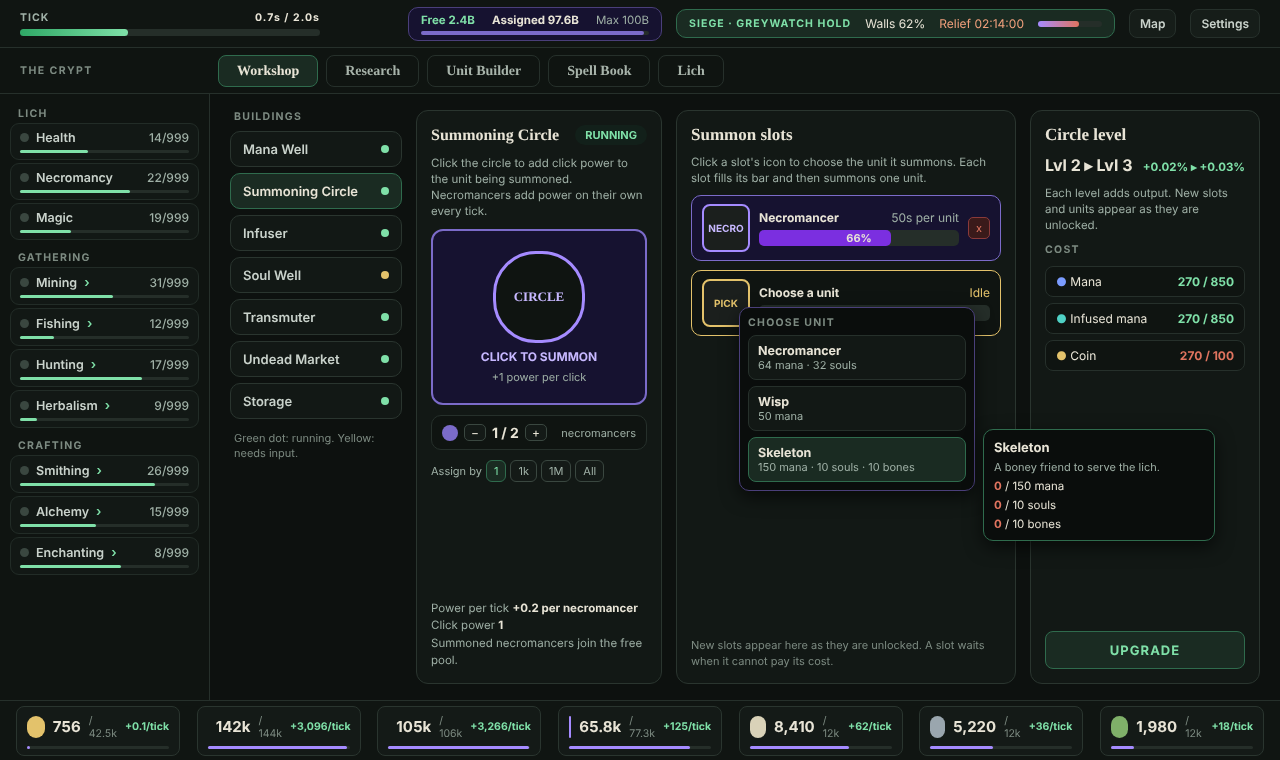 TICK 0.7s / 2.0s
Free 2.4B Assigned 97.6B Max 100B
SIEGE · GREYWATCH HOLD Walls 62% Relief 02:14:00
Map
Settings
THE CRYPT
Workshop
Research
Unit Builder
Spell Book
Lich
LICH
Health 14/999
Necromancy 22/999
Magic 19/999
GATHERING
Mining › 31/999
Fishing › 12/999
Hunting › 17/999
Herbalism › 9/999
CRAFTING
Smithing › 26/999
Alchemy › 15/999
Enchanting › 8/999
BUILDINGS
Mana Well
Summoning Circle
Infuser
Soul Well
Transmuter
Undead Market
Storage
Green dot: running. Yellow:
needs input.
Summoning Circle RUNNING
Click the circle to add click power to
the unit being summoned.
Necromancers add power on their own
every tick.
CIRCLE
CLICK TO SUMMON
+1 power per click
− 1 / 2 + necromancers
Assign by 1 1k 1M All
Power per tick +0.2 per necromancer
Click power 1
Summoned necromancers join the free
pool.
Summon slots
Click a slot's icon to choose the unit it summons. Each
slot fills its bar and then summons one unit.
NECRO
Necromancer 50s per unit
66%
x
PICK
Choose a unit Idle
CHOOSE UNIT
Necromancer
64 mana · 32 souls
Wisp
50 mana
Skeleton
150 mana · 10 souls · 10 bones
New slots appear here as they are unlocked. A slot waits
when it cannot pay its cost.
Circle level
Lvl 2 ▸ Lvl 3 +0.02% ▸ +0.03%
Each level adds output. New slots
and units appear as they are
unlocked.
COST
Mana 270 / 850
Infused mana 270 / 850
Coin 270 / 100
Skeleton
A boney friend to serve the lich.
0 / 150 mana
0 / 10 souls
0 / 10 bones
UPGRADE
756 / 42.5k +0.1/tick
142k / 144k +3,096/tick
105k / 106k +3,266/tick
65.8k / 77.3k +125/tick
8,410 / 12k +62/tick
5,220 / 12k +36/tick
1,980 / 12k +18/tick